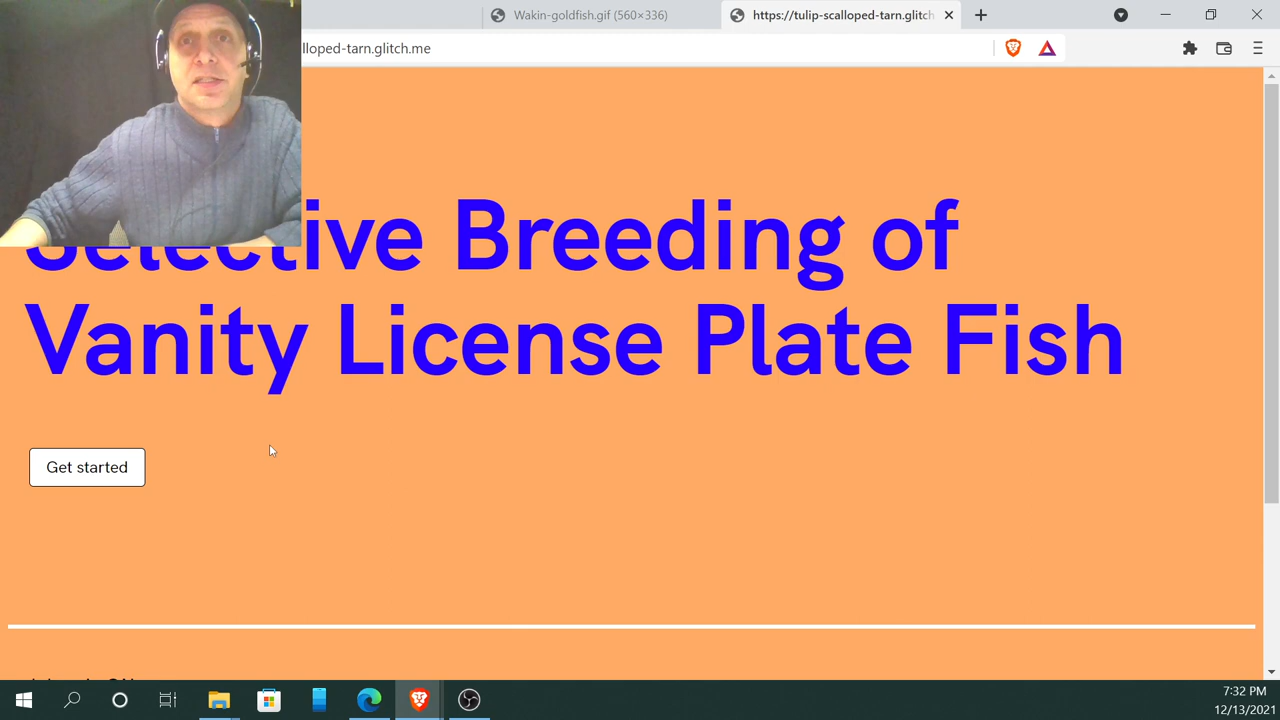 Wakin-goldfish.gif (560×336)
https://tulip-scalloped-tarn.glitch
lloped-tarn.glitch.me
Selective Breeding of
Vanity License Plate Fish
Get started
7:32 PM
12/13/2021